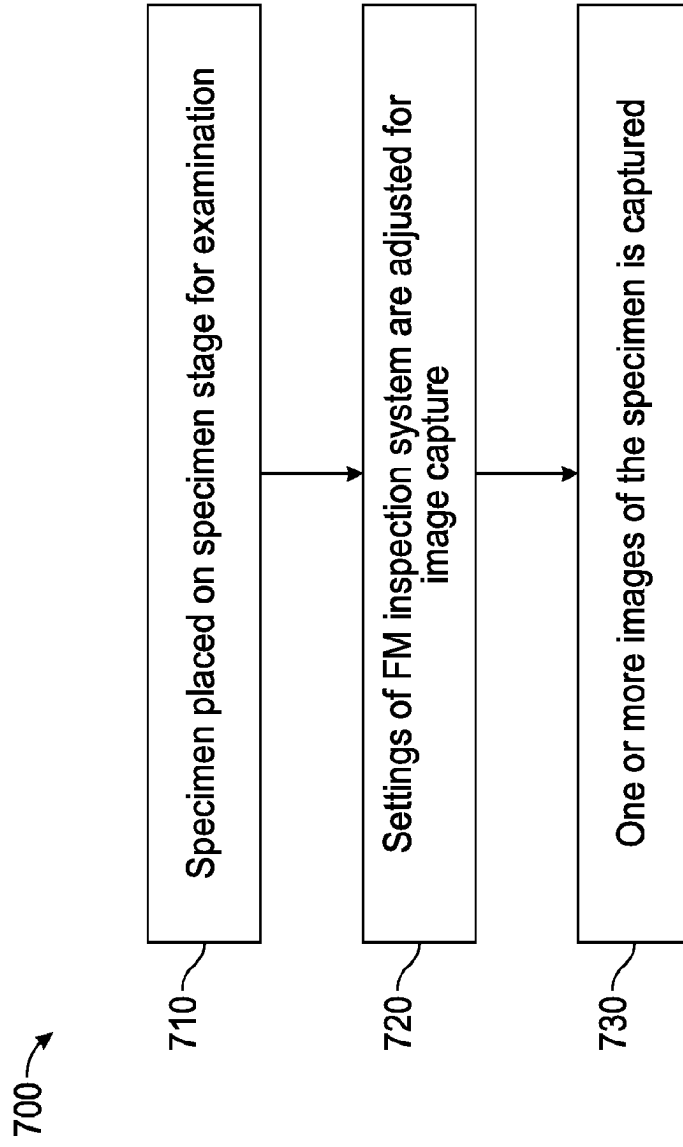 700
710
Specimen placed on specimen stage for examination
720
Settings of FM inspection system are adjusted for
image capture
730
One or more images of the specimen is captured